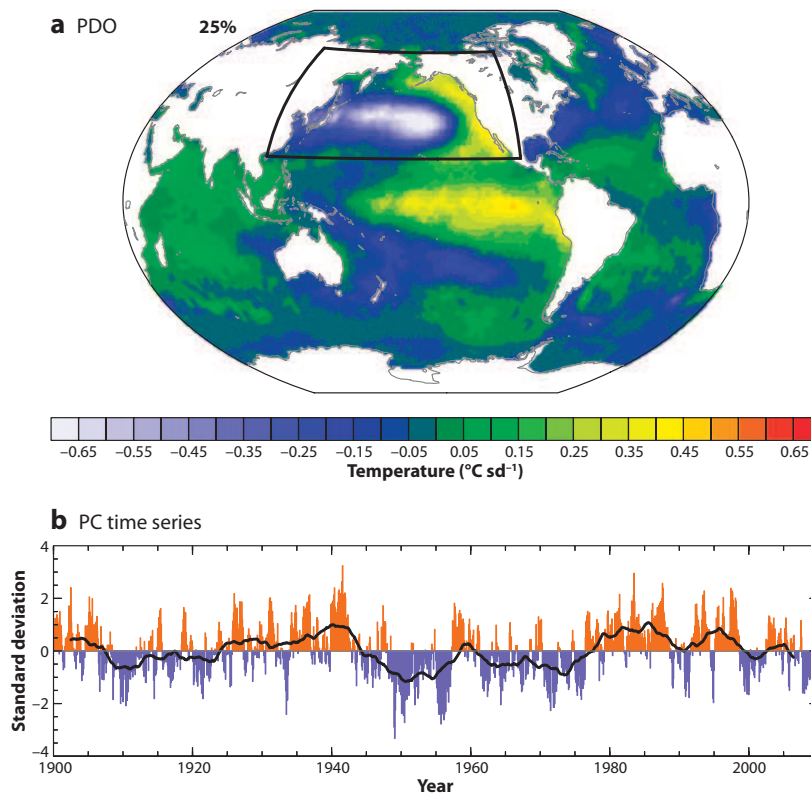 a PDO 25%
−0.65 −0.55 −0.45 −0.35 −0.25 −0.15 −0.05 0.05 0.15 0.25 0.35 0.45 0.55 0.65
Temperature (°C sd⁻¹)
b PC time series
4
2
0
−2
−4
Standard deviation
1900 1920 1940 1960 1980 2000
Year